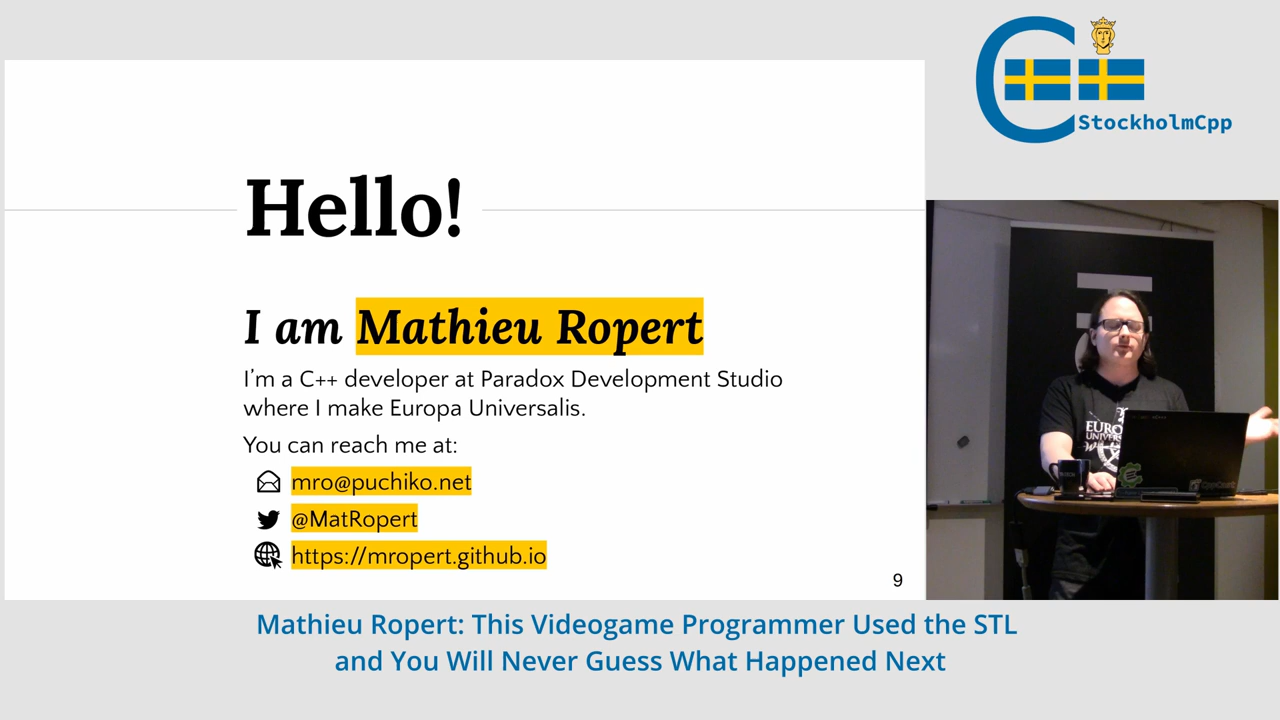 StockholmCpp
Hello!
I am Mathieu Ropert
I'm a C++ developer at Paradox Development Studio
where I make Europa Universalis.
You can reach me at:
mro@puchiko.net
@MatRopert
https://mropert.github.io
9
EURO
UNIVER
Mathieu Ropert: This Videogame Programmer Used the STL
and You Will Never Guess What Happened Next